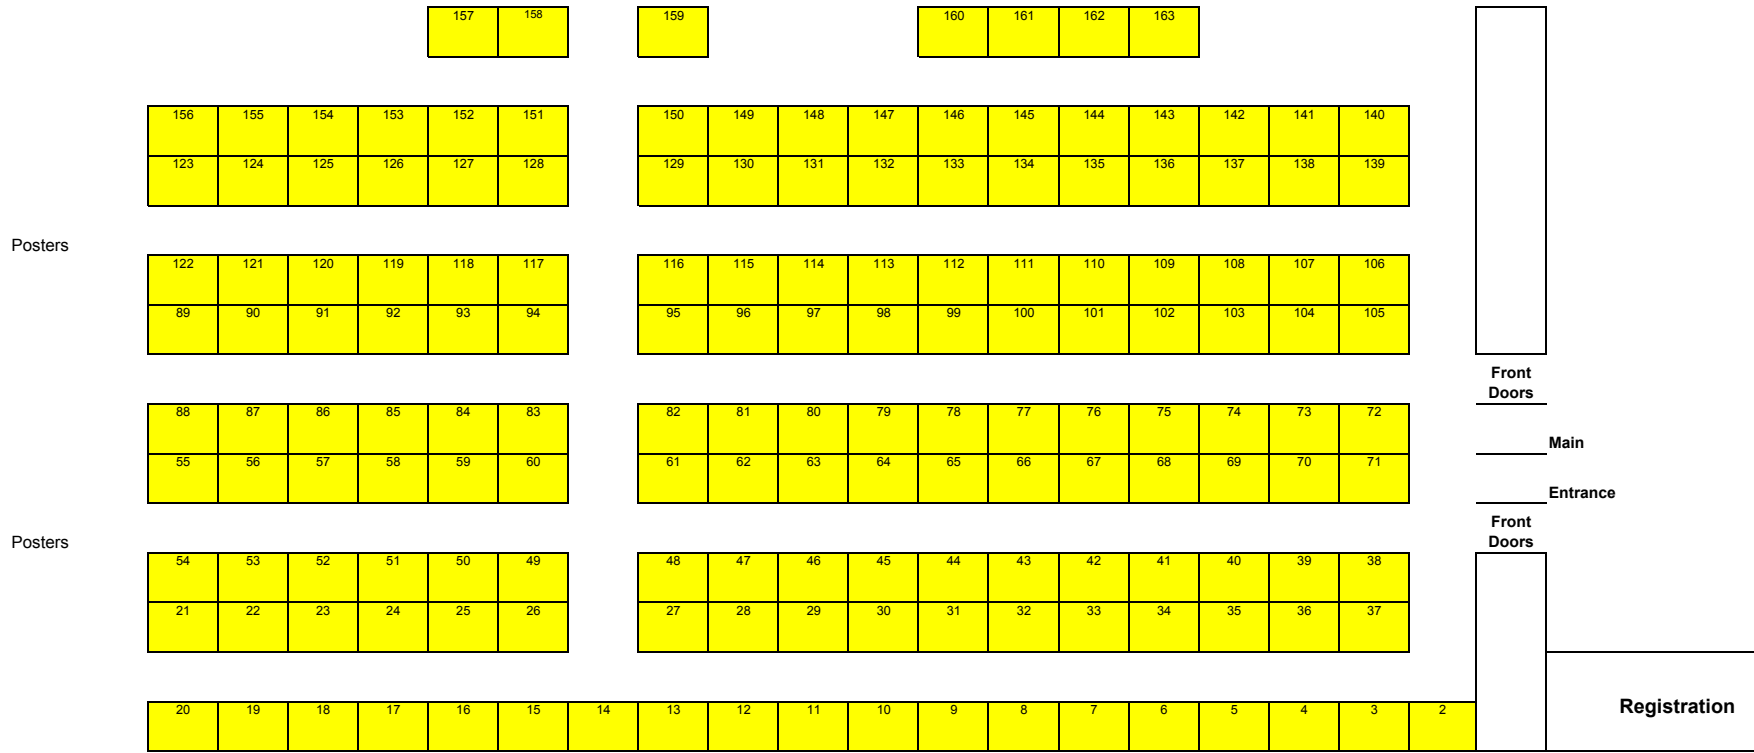 157 158 159 160 161 162 163
156 155 154 153 152 151 150 149 148 147 146 145 144 143 142 141 140
123 124 125 126 127 128 129 130 131 132 133 134 135 136 137 138 139
Posters
122 121 120 119 118 117 116 115 114 113 112 111 110 109 108 107 106
89 90 91 92 93 94 95 96 97 98 99 100 101 102 103 104 105
Front
Doors
88 87 86 85 84 83 82 81 80 79 78 77 76 75 74 73 72
Main
55 56 57 58 59 60 61 62 63 64 65 66 67 68 69 70 71
Entrance
Front
Doors
Posters
54 53 52 51 50 49 48 47 46 45 44 43 42 41 40 39 38
21 22 23 24 25 26 27 28 29 30 31 32 33 34 35 36 37
Registration
20 19 18 17 16 15 14 13 12 11 10 9 8 7 6 5 4 3 2